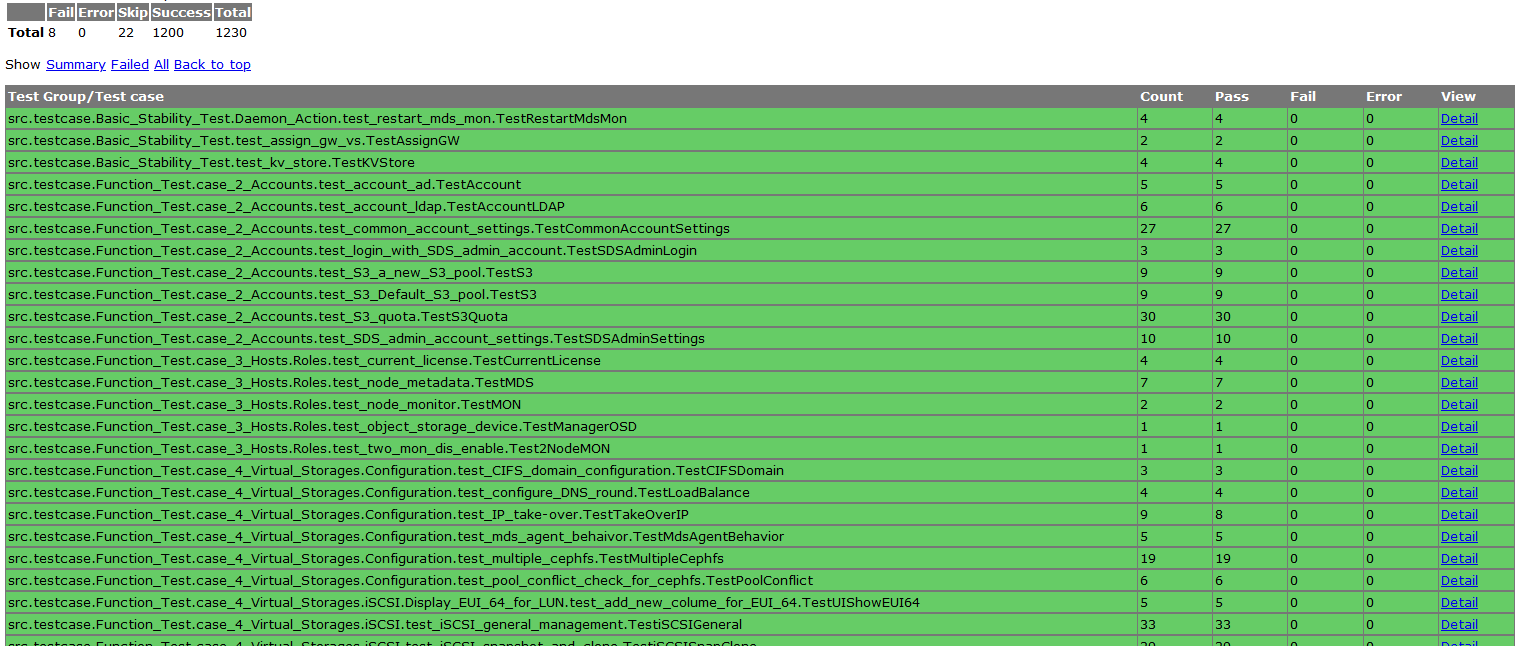 Fail Error Skip Success Total
Total 8 0 22 1200 1230
Show Summary Failed All Back to top
Test Group/Test case Count Pass Fail Error View
src.testcase.Basic_Stability_Test.Daemon_Action.test_restart_mds_mon.TestRestartMdsMon 4 4 0 0 Detail
src.testcase.Basic_Stability_Test.test_assign_gw_vs.TestAssignGW 2 2 0 0 Detail
src.testcase.Basic_Stability_Test.test_kv_store.TestKVStore 4 4 0 0 Detail
src.testcase.Function_Test.case_2_Accounts.test_account_ad.TestAccount 5 5 0 0 Detail
src.testcase.Function_Test.case_2_Accounts.test_account_ldap.TestAccountLDAP 6 6 0 0 Detail
src.testcase.Function_Test.case_2_Accounts.test_common_account_settings.TestCommonAccountSettings 27 27 0 0 Detail
src.testcase.Function_Test.case_2_Accounts.test_login_with_SDS_admin_account.TestSDSAdminLogin 3 3 0 0 Detail
src.testcase.Function_Test.case_2_Accounts.test_S3_a_new_S3_pool.TestS3 9 9 0 0 Detail
src.testcase.Function_Test.case_2_Accounts.test_S3_Default_S3_pool.TestS3 9 9 0 0 Detail
src.testcase.Function_Test.case_2_Accounts.test_S3_quota.TestS3Quota 30 30 0 0 Detail
src.testcase.Function_Test.case_2_Accounts.test_SDS_admin_account_settings.TestSDSAdminSettings 10 10 0 0 Detail
src.testcase.Function_Test.case_3_Hosts.Roles.test_current_license.TestCurrentLicense 4 4 0 0 Detail
src.testcase.Function_Test.case_3_Hosts.Roles.test_node_metadata.TestMDS 7 7 0 0 Detail
src.testcase.Function_Test.case_3_Hosts.Roles.test_node_monitor.TestMON 2 2 0 0 Detail
src.testcase.Function_Test.case_3_Hosts.Roles.test_object_storage_device.TestManagerOSD 1 1 0 0 Detail
src.testcase.Function_Test.case_3_Hosts.Roles.test_two_mon_dis_enable.Test2NodeMON 1 1 0 0 Detail
src.testcase.Function_Test.case_4_Virtual_Storages.Configuration.test_CIFS_domain_configuration.TestCIFSDomain 3 3 0 0 Detail
src.testcase.Function_Test.case_4_Virtual_Storages.Configuration.test_configure_DNS_round.TestLoadBalance 4 4 0 0 Detail
src.testcase.Function_Test.case_4_Virtual_Storages.Configuration.test_IP_take-over.TestTakeOverIP 9 8 0 0 Detail
src.testcase.Function_Test.case_4_Virtual_Storages.Configuration.test_mds_agent_behaivor.TestMdsAgentBehavior 5 5 0 0 Detail
src.testcase.Function_Test.case_4_Virtual_Storages.Configuration.test_multiple_cephfs.TestMultipleCephfs 19 19 0 0 Detail
src.testcase.Function_Test.case_4_Virtual_Storages.Configuration.test_pool_conflict_check_for_cephfs.TestPoolConflict 6 6 0 0 Detail
src.testcase.Function_Test.case_4_Virtual_Storages.iSCSI.Display_EUI_64_for_LUN.test_add_new_colume_for_EUI_64.TestUIShowEUI64 5 5 0 0 Detail
src.testcase.Function_Test.case_4_Virtual_Storages.iSCSI.test_iSCSI_general_management.TestiSCSIGeneral 33 33 0 0 Detail
src.testcase.Function_Test.case_4_Virtual_Storages.iSCSI.test_iSCSI_snapshot_and_clone.TestiSCSISnapClone 0 0 Detail